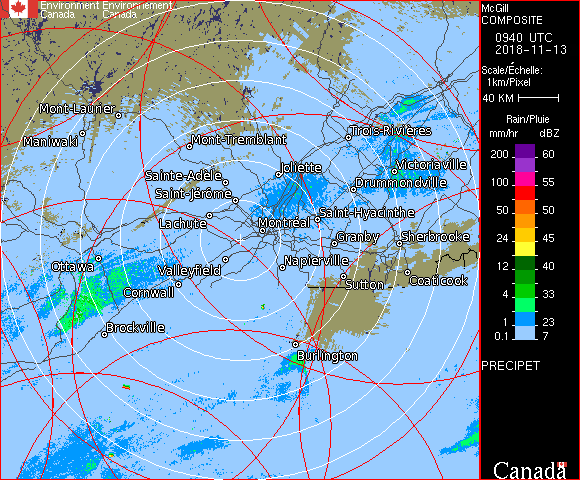 Environment Environnement
Canada Canada
McGill
COMPOSITE
0940 UTC
2018-11-13
Scale/Échelle:
1km/Pixel
40 KM
Rain/Pluie
mm/hr dBZ
200 60
100 55
50 50
24 45
12 40
4 33
1 23
0.1 7
PRECIPET
Canada
Mont-Laurier
Maniwaki
Mont-Tremblant
Trois-Rivières
Joliette
Victoriaville
Sainte-Adèle
Drummondville
Saint-Jérôme
Saint-Hyacinthe
Lachute
Montréal
Granby
Sherbrooke
Ottawa
Valleyfield
Napierville
Coaticook
Sutton
Cornwall
Brockville
Burlington